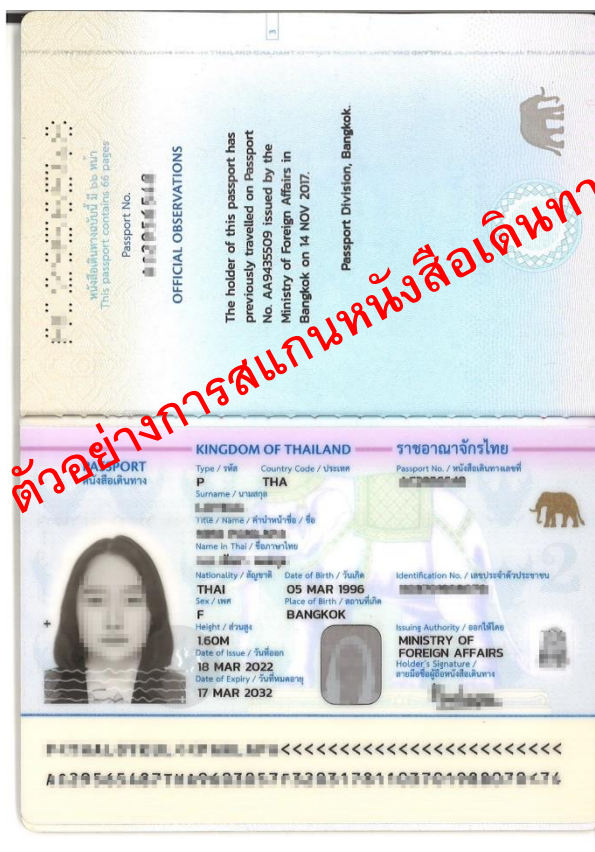 3
หนังสือเดินทางฉบับนี้ มี ๖๖ หน้า
This passport contains 66 pages
Passport No.
OFFICIAL OBSERVATIONS
The holder of this passport has
previously travelled on Passport
No. AA9435509 issued by the
Ministry of Foreign Affairs in
Bangkok on 14 NOV 2017.
Passport Division, Bangkok.
ตัวอย่างการสแกนหนังสือเดินทา
PASSPORT
หนังสือเดินทาง
KINGDOM OF THAILAND
ราชอาณาจักรไทย
Type / รหัส Country Code / ประเทศ Passport No. / หนังสือเดินทางเลขที่
P THA
Surname / นามสกุล
Title / Name / คำนำหน้าชื่อ / ชื่อ
Name in Thai / ชื่อภาษาไทย
Nationality / สัญชาติ Date of Birth / วันเกิด Identification No. / เลขประจำตัวประชาชน
THAI 05 MAR 1996
Sex / เพศ Place of Birth / สถานที่เกิด
F BANGKOK
Height / ส่วนสูง Issuing Authority / ออกให้โดย
1.60M MINISTRY OF
FOREIGN AFFAIRS
Date of Issue / วันที่ออก Holder's Signature /
18 MAR 2022 ลายมือชื่อผู้ถือหนังสือเดินทาง
Date of Expiry / วันที่หมดอายุ
17 MAR 2032